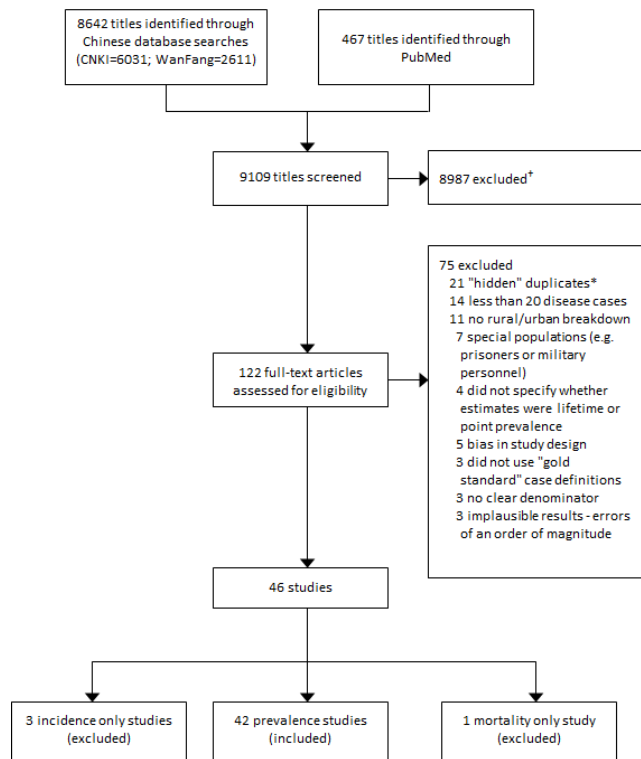 8642 titles identified through
Chinese database searches
(CNKI=6031; WanFang=2611)
467 titles identified through
PubMed
9109 titles screened
8987 excluded†
75 excluded
21 "hidden" duplicates*
14 less than 20 disease cases
11 no rural/urban breakdown
7 special populations (e.g.
prisoners or military
personnel)
4 did not specify whether
estimates were lifetime or
point prevalence
5 bias in study design
3 did not use "gold
standard" case definitions
3 no clear denominator
3 implausible results - errors
of an order of magnitude
122 full-text articles
assessed for eligibility
46 studies
3 incidence only studies
(excluded)
42 prevalence studies
(included)
1 mortality only study
(excluded)